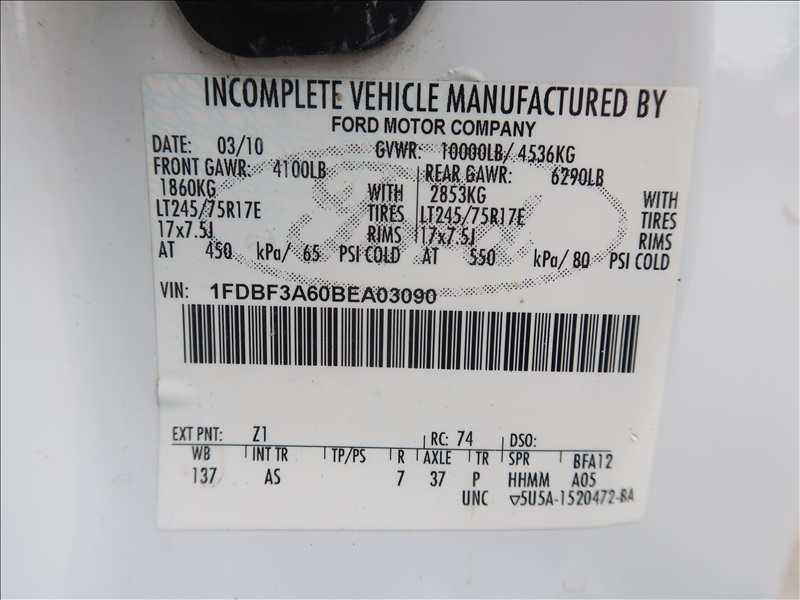 INCOMPLETE VEHICLE MANUFACTURED BY
FORD MOTOR COMPANY
DATE: 03/10 GVWR: 10000LB/ 4536KG
FRONT GAWR: 4100LB REAR GAWR: 6290LB
1860KG WITH 2853KG WITH
LT245/75R17E TIRES LT245/75R17E TIRES
17x7.5J RIMS 17x7.5J RIMS
AT 450 kPa/ 65 PSI COLD AT 550 kPa/ 80 PSI COLD
VIN: 1FDBF3A60BEA03090
EXT PNT: Z1 RC: 74 DSO:
WB INT TR TP/PS R AXLE TR SPR BFA12
137 AS 7 37 P HHMM A05
UNC ▽5U5A-1520472-BA